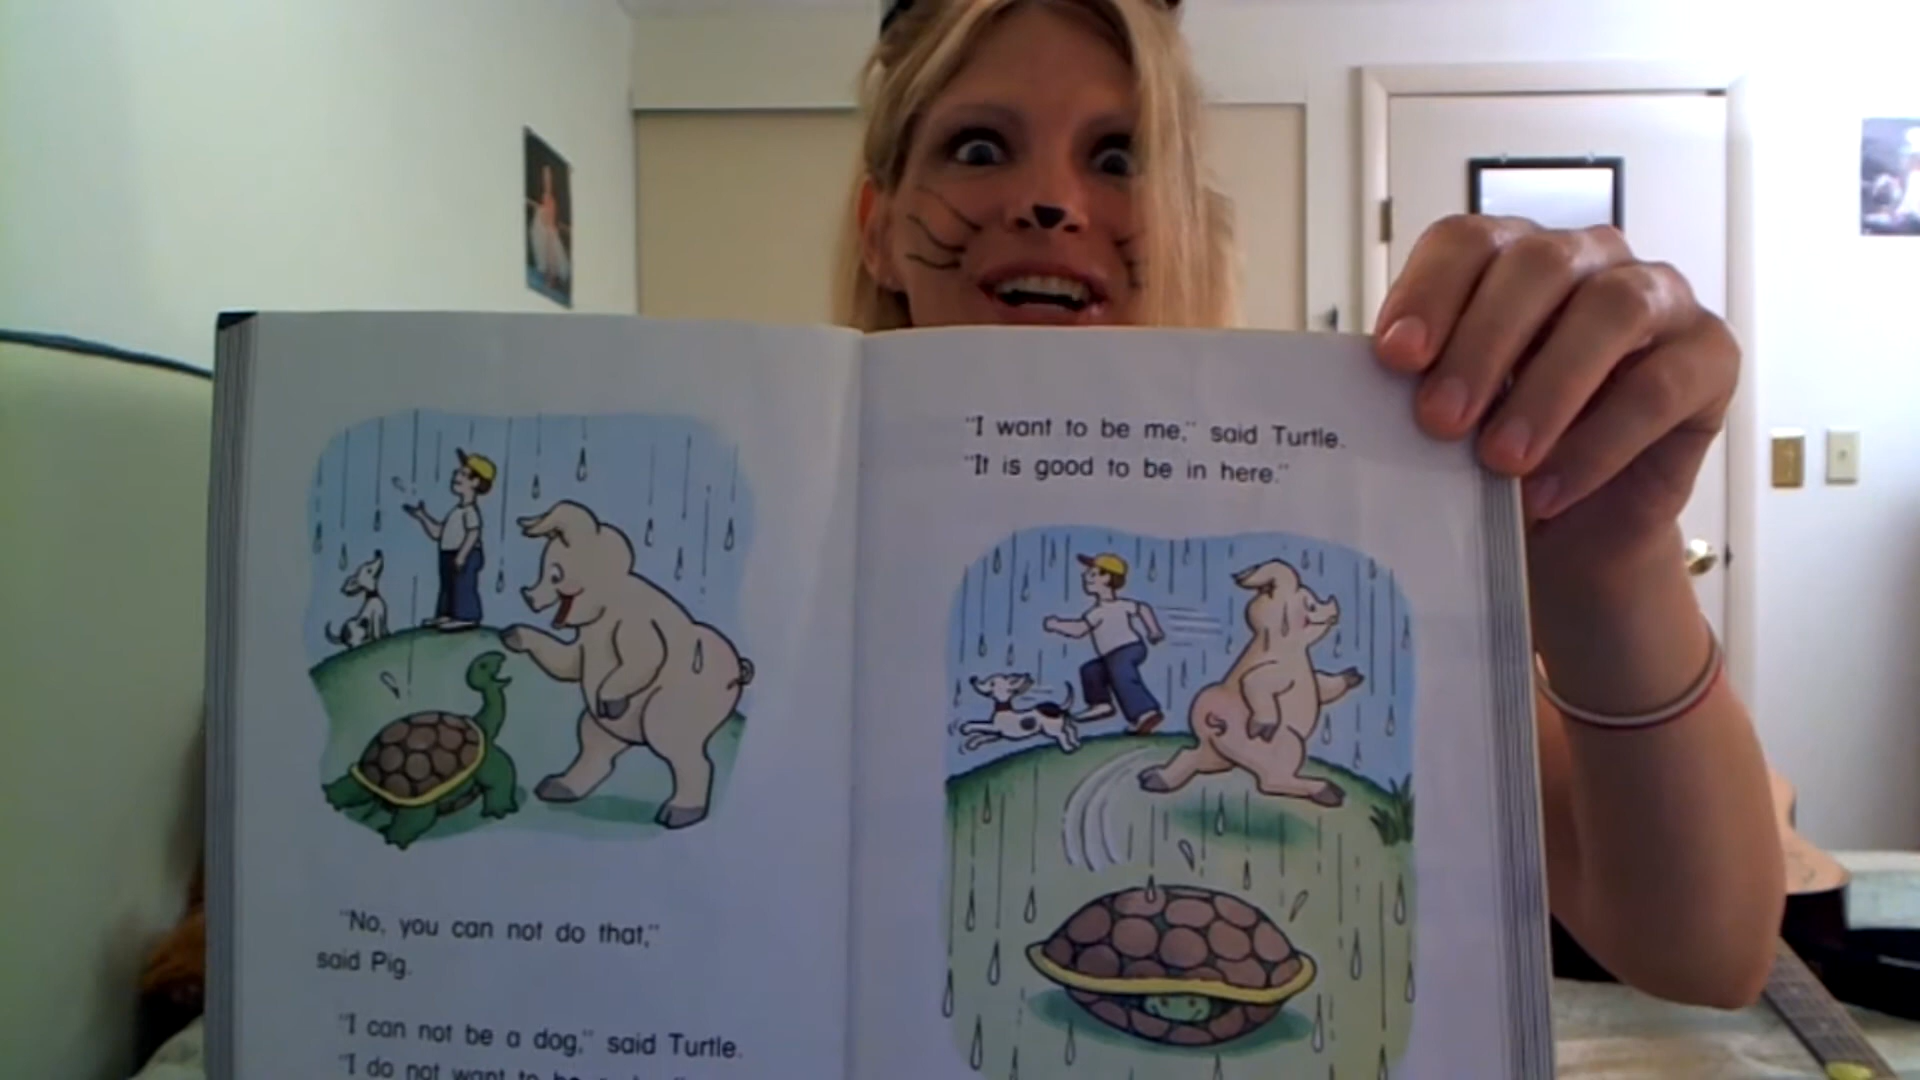 "No, you can not do that,"
said Pig.
"I can not be a dog," said Turtle.
"I do not want to be
"I want to be me," said Turtle.
"It is good to be in here."